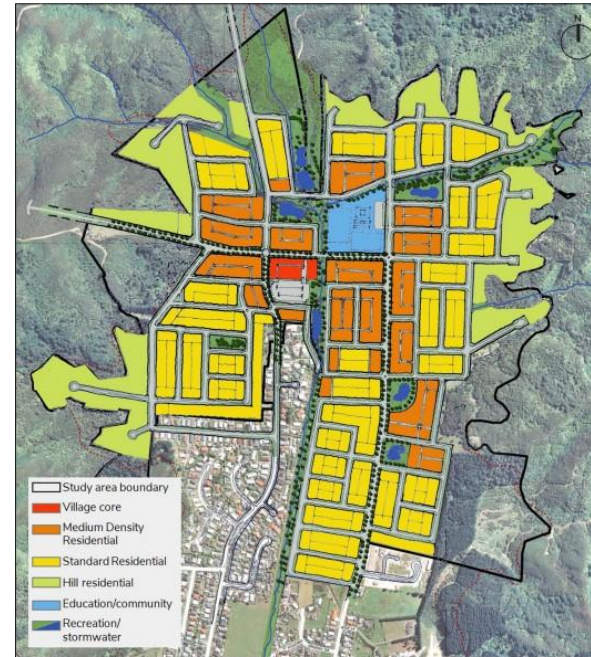 N
Study area boundary
Village core
Medium Density
Residential
Standard Residential
Hill residential
Education/community
Recreation/
stormwater